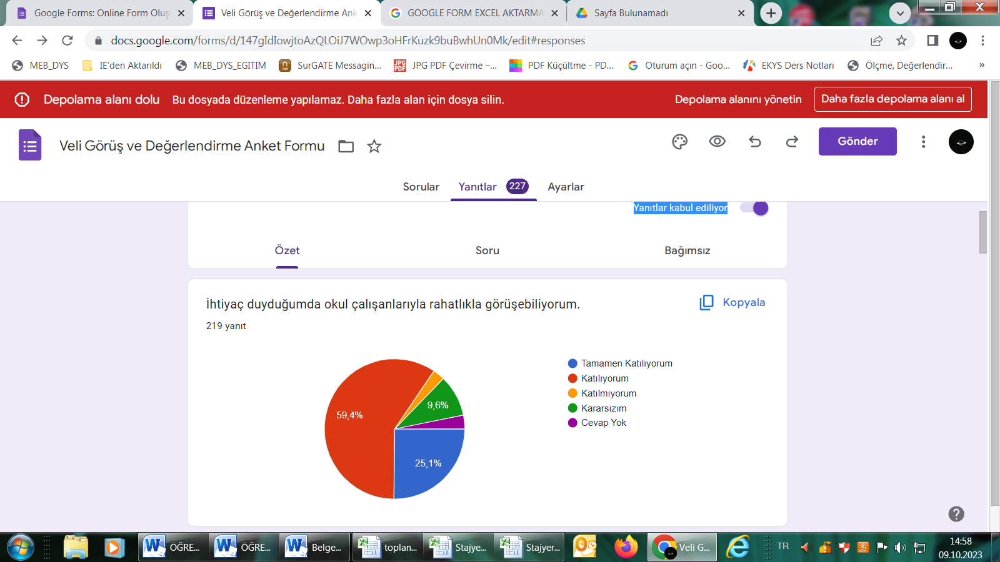 Google Forms: Online Form Oluşt
Veli Görüş ve Değerlendirme Ank
GOOGLE FORM EXCEL AKTARMA
Sayfa Bulunamadı
docs.google.com/forms/d/147gIdIowjtoAzQLOiJ7WOwp3oHFrKuzk9buBwhUn0Mk/edit#responses
MEB_DYS
IE'den Aktarıldı
MEB_DYS_EGITIM
SurGATE Messagin...
JPG PDF Çevirme –...
PDF Küçültme - PD...
Oturum açın - Goo...
EKYS Ders Notları
Ölçme, Değerlendir...
»
Depolama alanı dolu
Bu dosyada düzenleme yapılamaz. Daha fazla alan için dosya silin.
Depolama alanını yönetin
Daha fazla depolama alanı al
Veli Görüş ve Değerlendirme Anket Formu
Gönder
Sorular
Yanıtlar 227
Ayarlar
Yanıtlar kabul ediliyor
Özet
Soru
Bağımsız
İhtiyaç duyduğumda okul çalışanlarıyla rahatlıkla görüşebiliyorum.
Kopyala
219 yanıt
Tamamen Katılıyorum
Katılıyorum
Katılmıyorum
Kararsızım
Cevap Yok
9,6%
59,4%
25,1%
ÖĞRE...
ÖĞRE...
Belge...
toplan...
Stajye...
Stajyer...
Veli G...
TR
14:58
09.10.2023